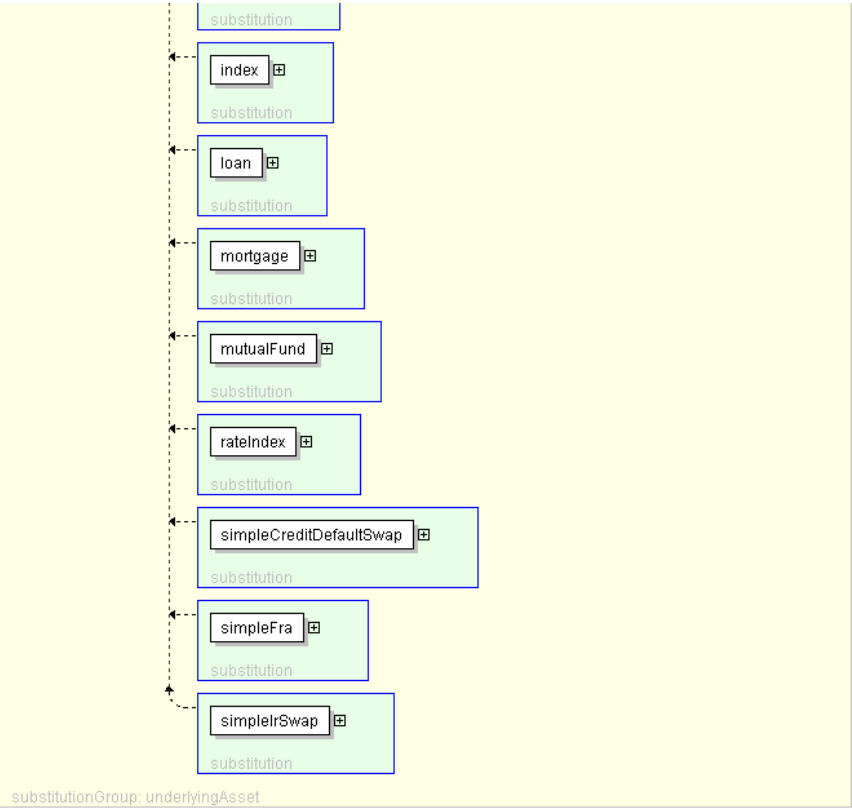 substitution
index
substitution
loan
substitution
mortgage
substitution
mutualFund
substitution
rateIndex
substitution
simpleCreditDefaultSwap
substitution
simpleFra
substitution
simpleIrSwap
substitution
substitutionGroup: underlyingAsset